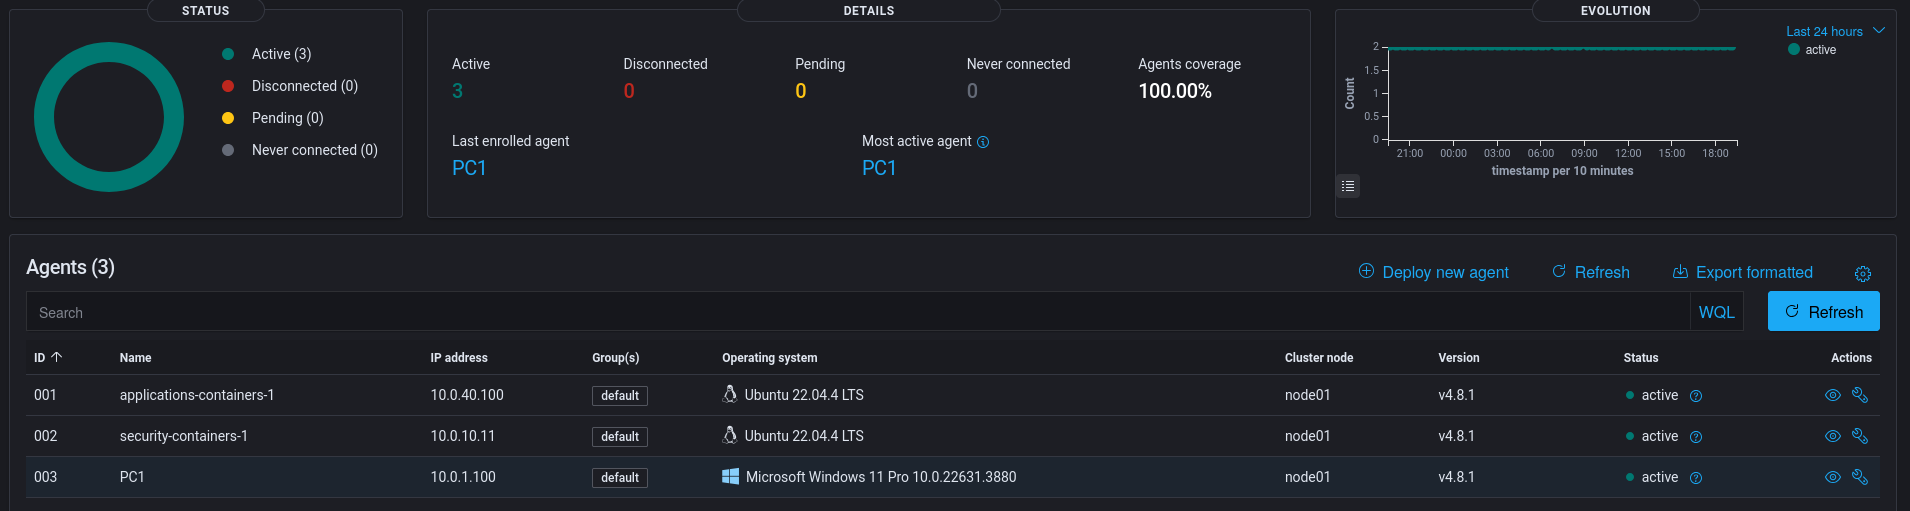 STATUS
Active (3)
Disconnected (0)
Pending (0)
Never connected (0)
DETAILS
Active
3
Disconnected
0
Pending
0
Never connected
0
Agents coverage
100.00%
Last enrolled agent
PC1
Most active agent
PC1
EVOLUTION
Last 24 hours
active
Count
2
1.5
1
0.5
0
21:00 00:00 03:00 06:00 09:00 12:00 15:00 18:00
timestamp per 10 minutes
Agents (3)
Deploy new agent Refresh Export formatted
Search WQL Refresh
ID Name IP address Group(s) Operating system Cluster node Version Status Actions
001 applications-containers-1 10.0.40.100 default Ubuntu 22.04.4 LTS node01 v4.8.1 active
002 security-containers-1 10.0.10.11 default Ubuntu 22.04.4 LTS node01 v4.8.1 active
003 PC1 10.0.1.100 default Microsoft Windows 11 Pro 10.0.22631.3880 node01 v4.8.1 active